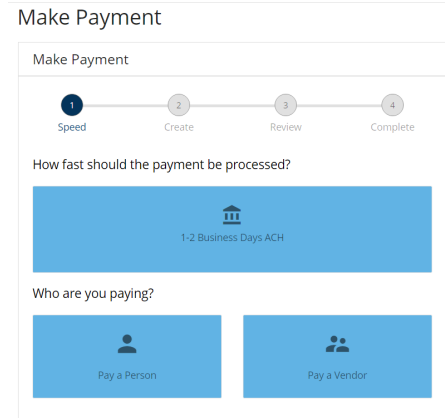 Make Payment
Make Payment
1 2 3 4
Speed Create Review Complete
How fast should the payment be processed?
1-2 Business Days ACH
Who are you paying?
Pay a Person Pay a Vendor